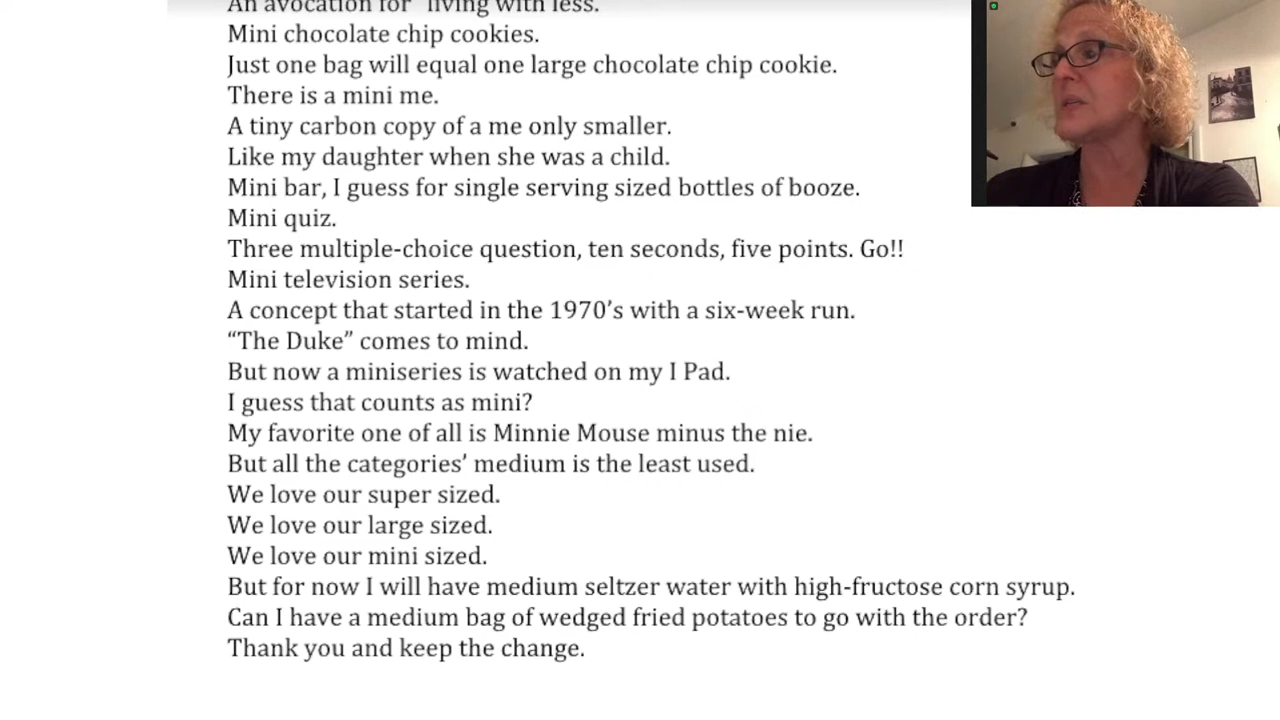 An avocation for "living with less.
Mini chocolate chip cookies.
Just one bag will equal one large chocolate chip cookie.
There is a mini me.
A tiny carbon copy of a me only smaller.
Like my daughter when she was a child.
Mini bar, I guess for single serving sized bottles of booze.
Mini quiz.
Three multiple-choice question, ten seconds, five points. Go!!
Mini television series.
A concept that started in the 1970’s with a six-week run.
“The Duke” comes to mind.
But now a miniseries is watched on my I Pad.
I guess that counts as mini?
My favorite one of all is Minnie Mouse minus the nie.
But all the categories’ medium is the least used.
We love our super sized.
We love our large sized.
We love our mini sized.
But for now I will have medium seltzer water with high-fructose corn syrup.
Can I have a medium bag of wedged fried potatoes to go with the order?
Thank you and keep the change.